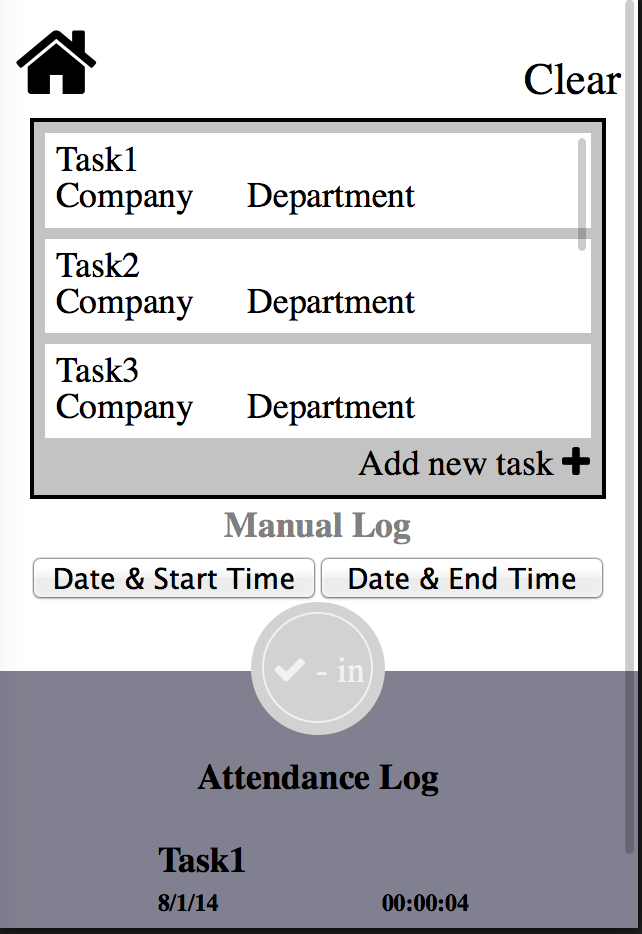 Clear
Task1
Company Department
Task2
Company Department
Task3
Company Department
Add new task
Manual Log
Date & Start Time Date & End Time
✔ - in
Attendance Log
Task1
8/1/14 00:00:04